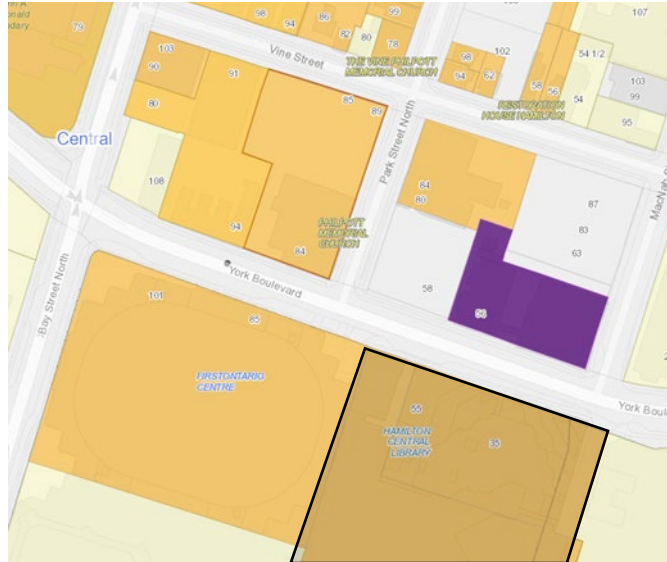 79
98
94
86
82
80
99
78
Vine Street
THE VINE PHILPOTT
MEMORIAL CHURCH
98
94
62
102
107
54 1/2
58
56
54
103
99
95
RESTORATION
HOUSE HAMILTON
103
90
80
91
85
89
Central
108
94
84
PHILPOTT
MEMORIAL
CHURCH
Park Street North
84
80
87
83
63
58
56
York Boulevard
Bay Street North
101
85
FIRSTONTARIO
CENTRE
55
35
HAMILTON
CENTRAL
LIBRARY